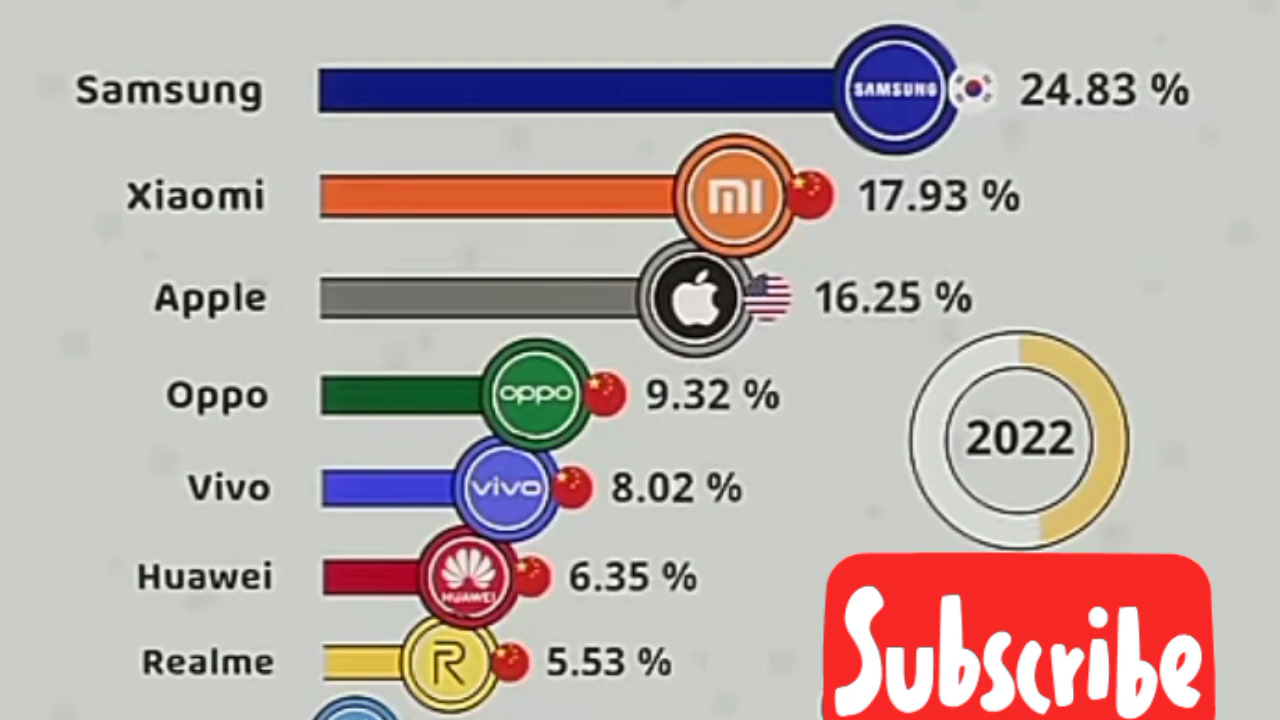 Samsung SAMSUNG 24.83 %
Xiaomi mi 17.93 %
Apple 16.25 %
Oppo oppo 9.32 %
Vivo vivo 8.02 %
2022
Huawei HUAWEI 6.35 %
Realme R 5.53 %
Subscribe